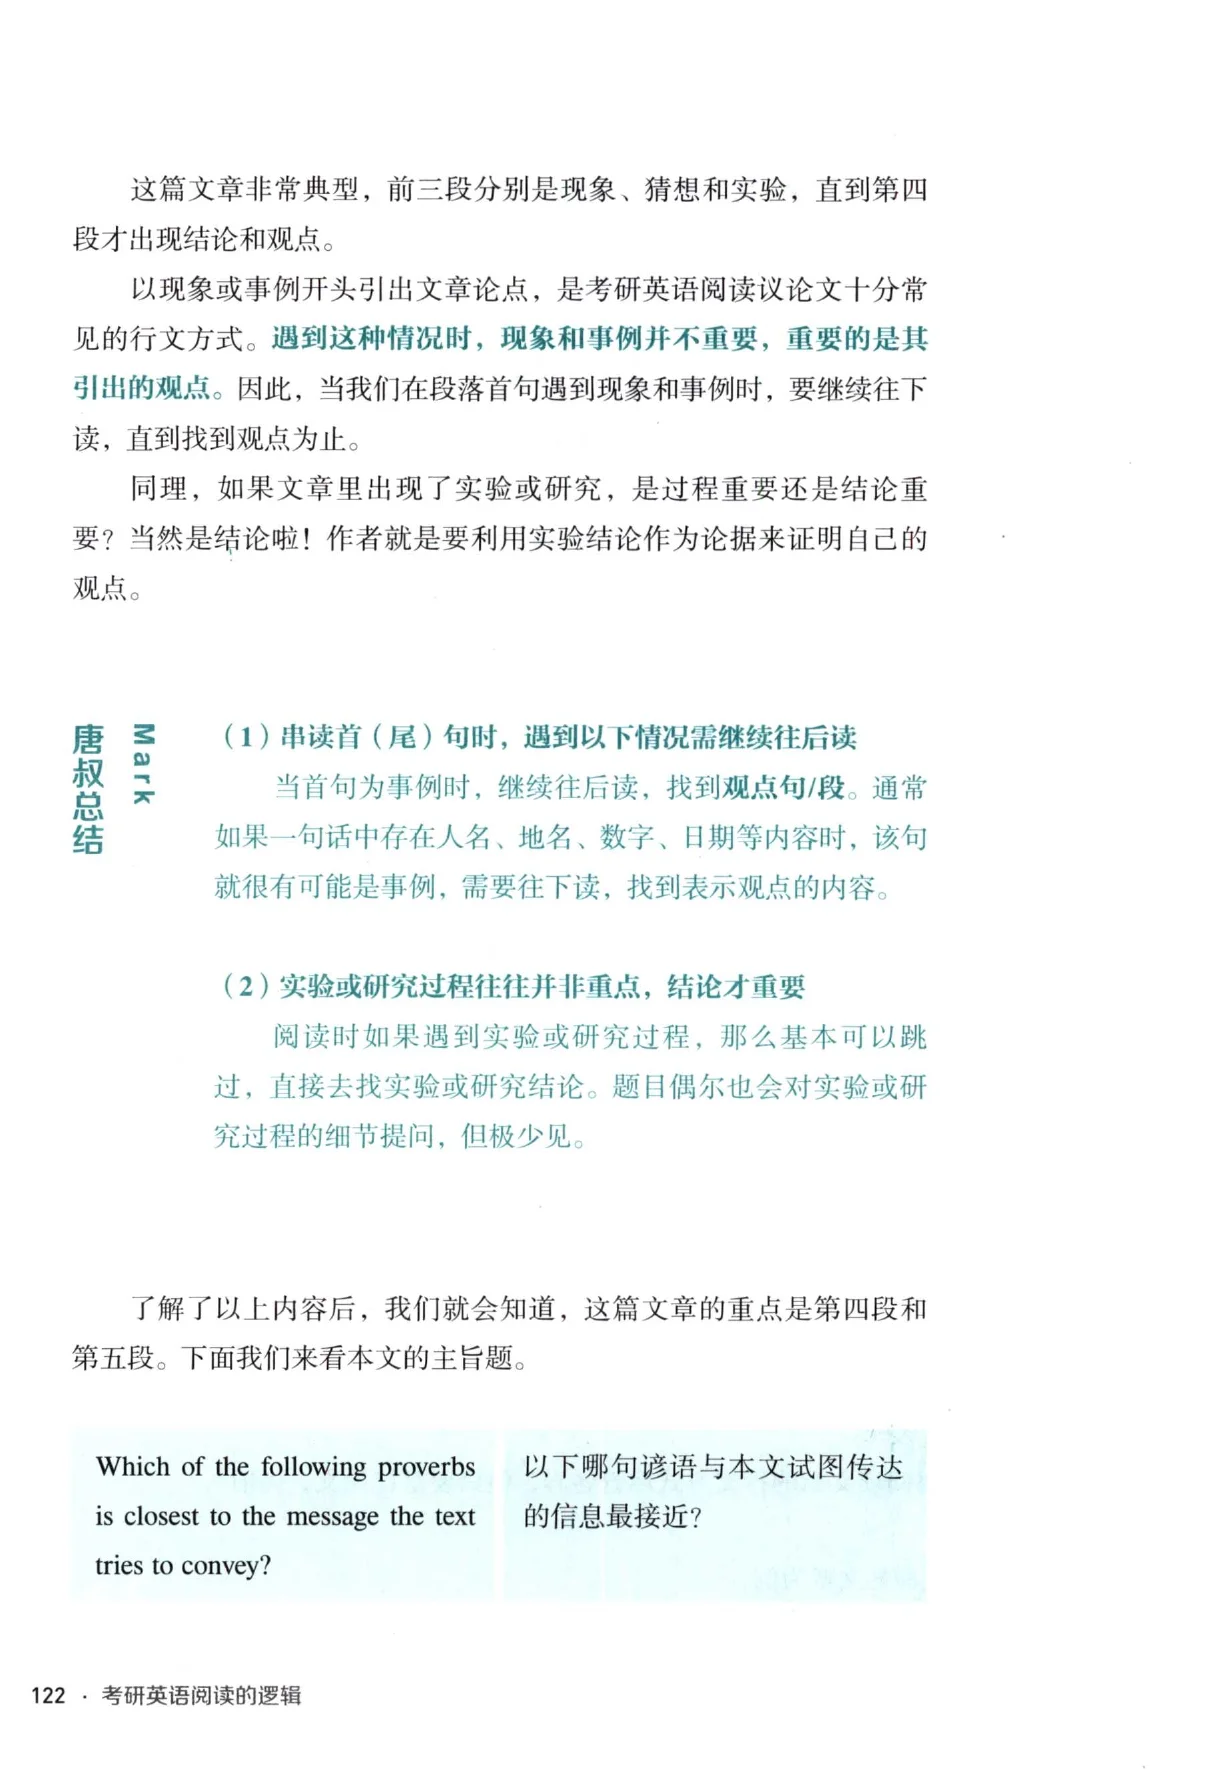 这篇文章非常典型，前三段分别是现象、猜想和实验，直到第四
段才出现结论和观点。
以现象或事例开头引出文章论点，是考研英语阅读议论文十分常
见的行文方式。遇到这种情况时，现象和事例并不重要，重要的是其
引出的观点。因此，当我们在段落首句遇到现象和事例时，要继续往下
读，直到找到观点为止。
同理，如果文章里出现了实验或研究，是过程重要还是结论重
要？当然是结论啦！作者就是要利用实验结论作为论据来证明自己的
观点。
唐叔总结
Mark
（1）串读首（尾）句时，遇到以下情况需继续往后读
当首句为事例时，继续往后读，找到观点句/段。通常
如果一句话中存在人名、地名、数字、日期等内容时，该句
就很有可能是事例，需要往下读，找到表示观点的内容。
（2）实验或研究过程往往并非重点，结论才重要
阅读时如果遇到实验或研究过程，那么基本可以跳
过，直接去找实验或研究结论。题目偶尔也会对实验或研
究过程的细节提问，但极少见。
了解了以上内容后，我们就会知道，这篇文章的重点是第四段和
第五段。下面我们来看本文的主旨题。
Which of the following proverbs
is closest to the message the text
tries to convey?
以下哪句谚语与本文试图传达
的信息最接近？
122 · 考研英语阅读的逻辑